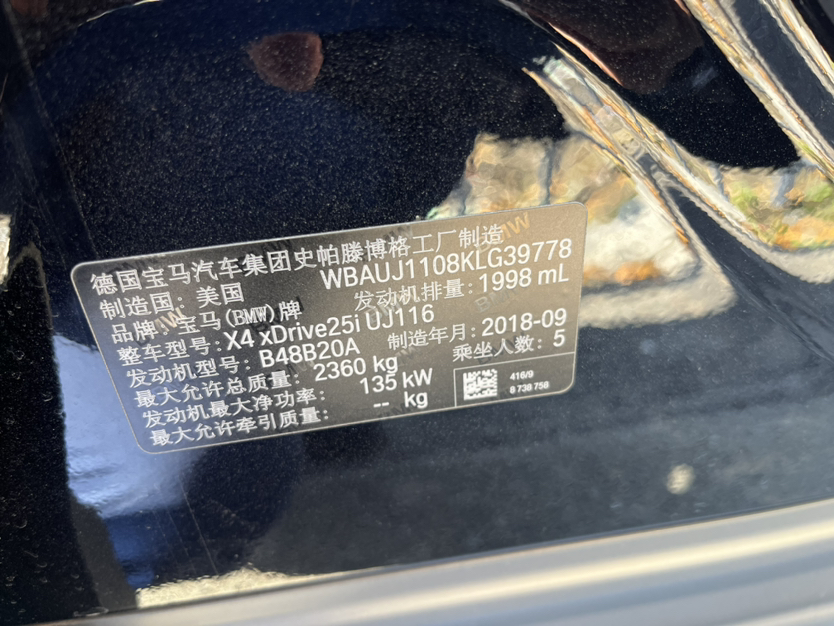 德国宝马汽车集团史帕滕博格工厂制造
制造国: 美国 WBAUJ1108KLG39778
品牌: 宝马(BMW)牌 发动机排量: 1998 mL
整车型号: X4 xDrive25i UJ116
发动机型号: B48B20A 制造年月: 2018-09
最大允许总质量: 2360 kg 乘坐人数: 5
发动机最大净功率: 135 kW
最大允许牵引质量: -- kg
416/9
8 738 756